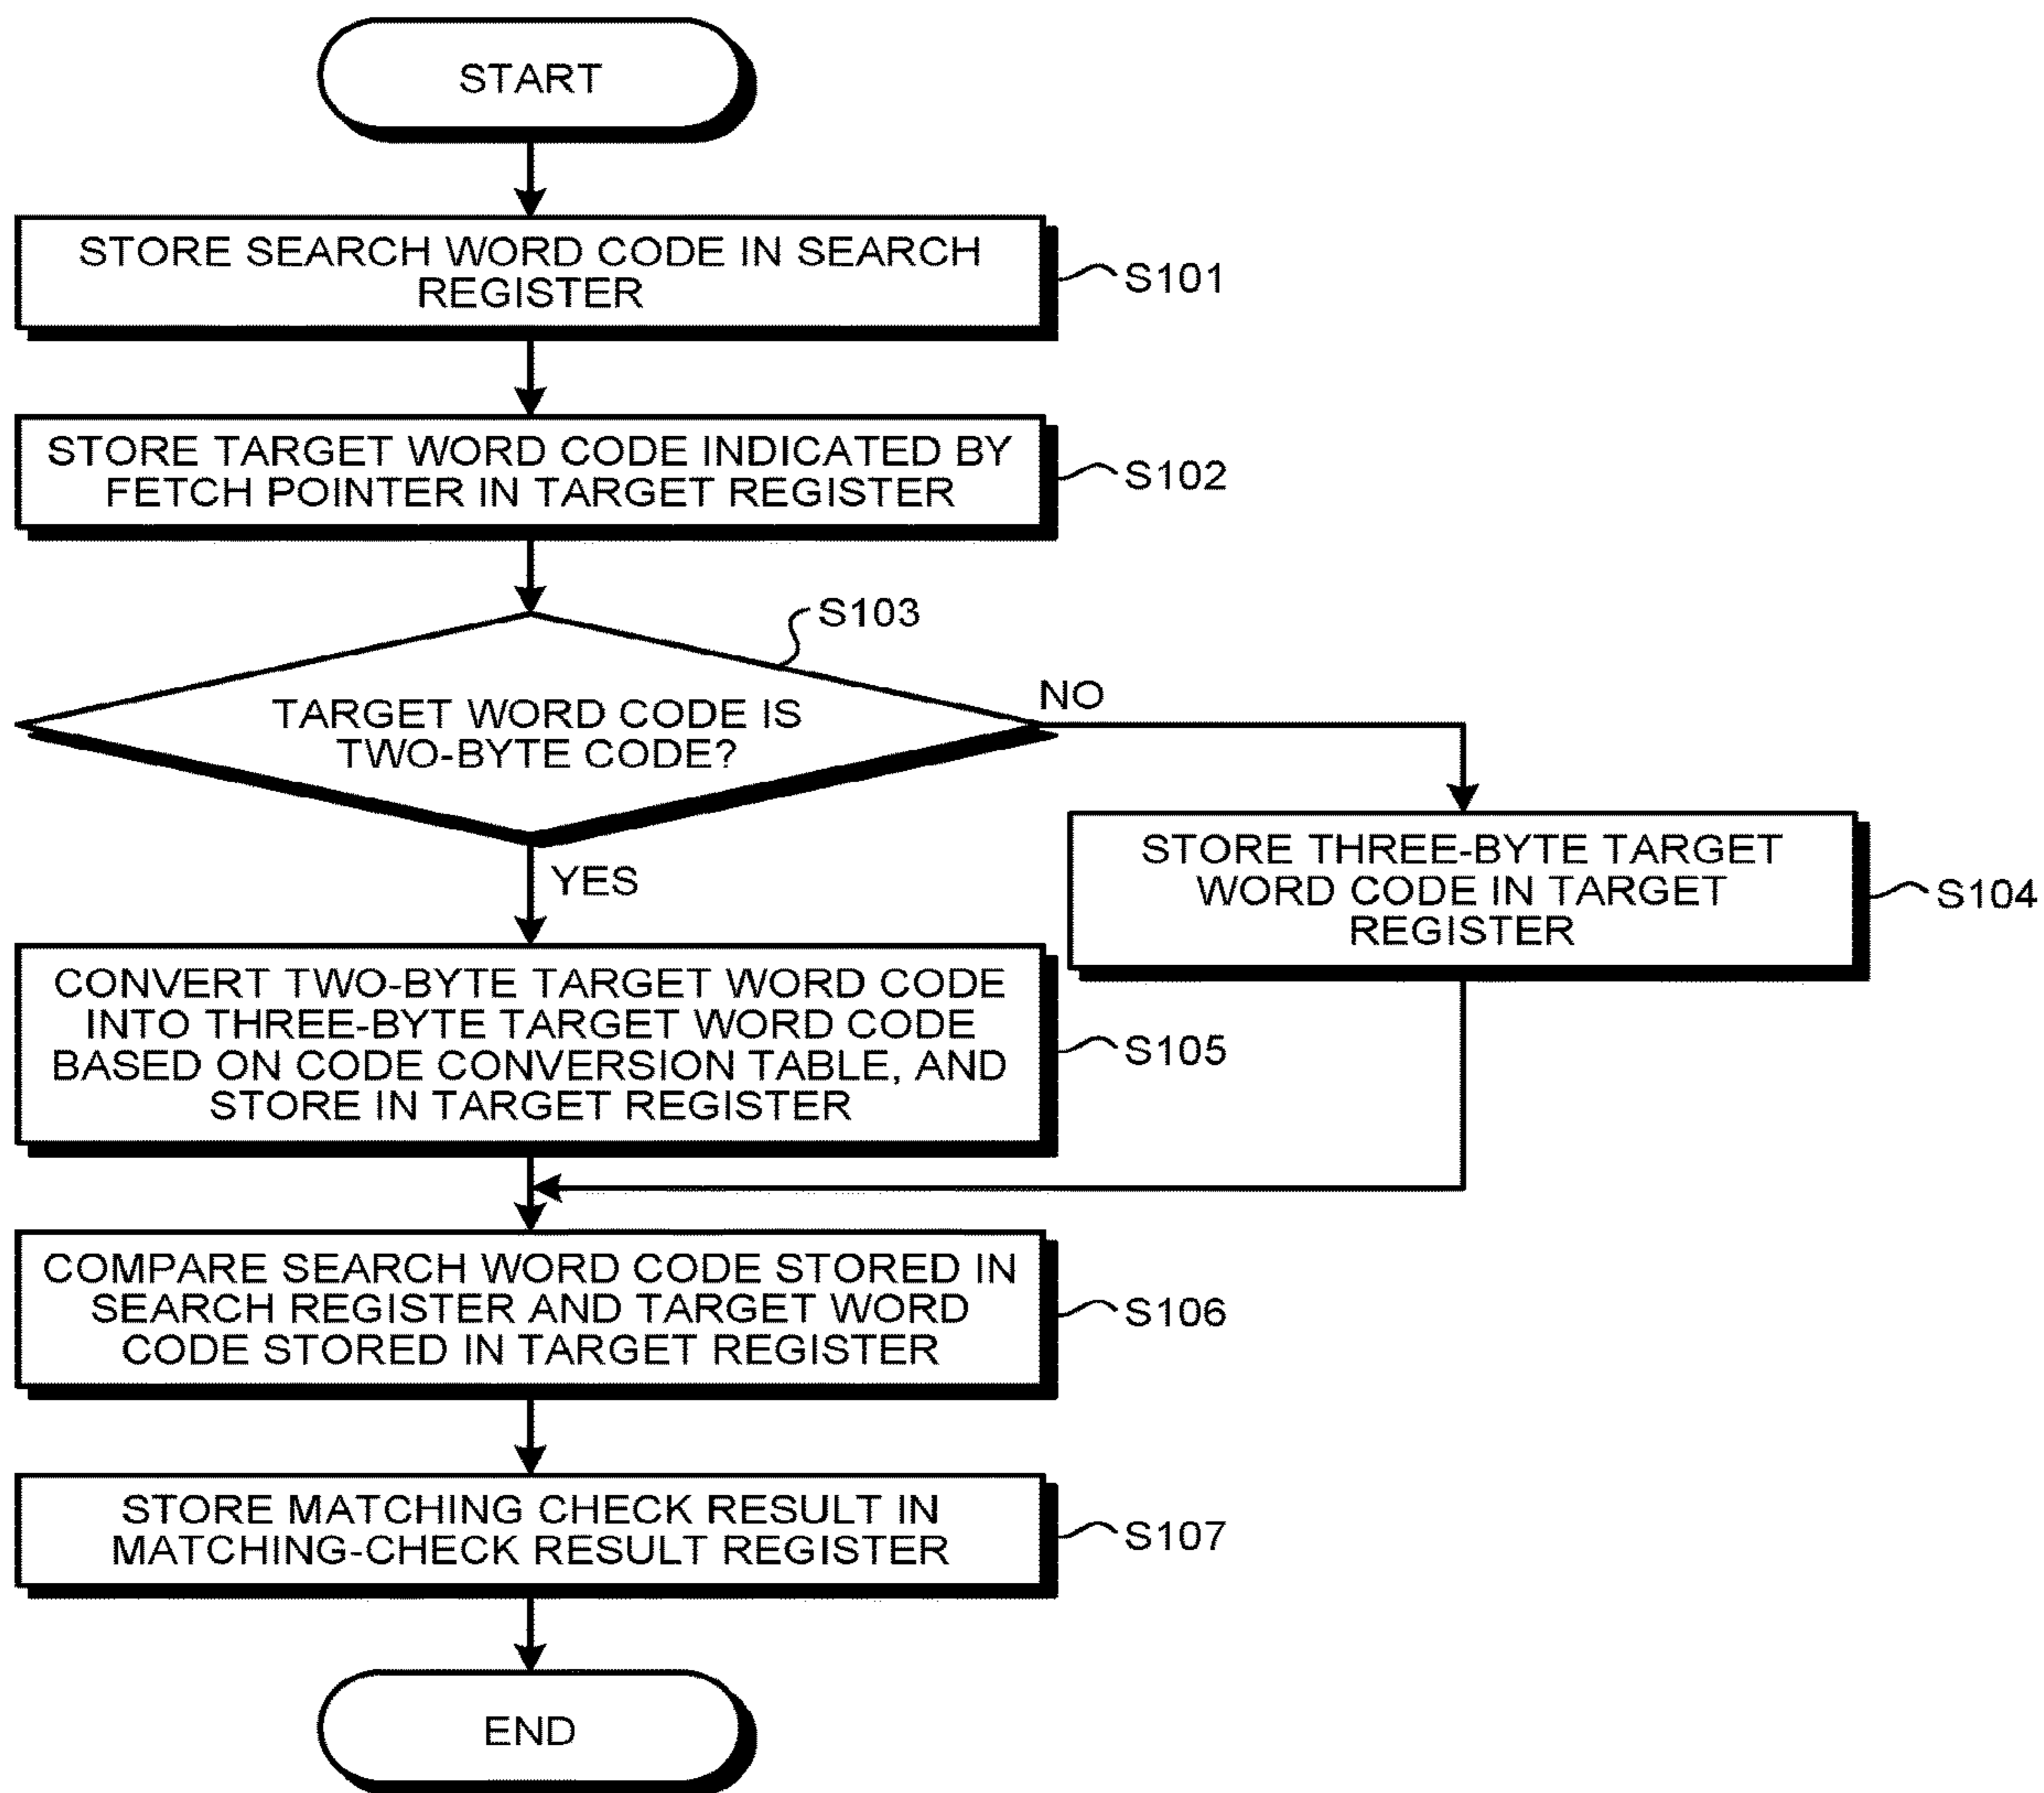 START
STORE SEARCH WORD CODE IN SEARCH
REGISTER
S101
STORE TARGET WORD CODE INDICATED BY
FETCH POINTER IN TARGET REGISTER
S102
S103
TARGET WORD CODE IS
TWO-BYTE CODE?
NO
YES
STORE THREE-BYTE TARGET
WORD CODE IN TARGET
REGISTER
S104
CONVERT TWO-BYTE TARGET WORD CODE
INTO THREE-BYTE TARGET WORD CODE
BASED ON CODE CONVERSION TABLE, AND
STORE IN TARGET REGISTER
S105
COMPARE SEARCH WORD CODE STORED IN
SEARCH REGISTER AND TARGET WORD
CODE STORED IN TARGET REGISTER
S106
STORE MATCHING CHECK RESULT IN
MATCHING-CHECK RESULT REGISTER
S107
END